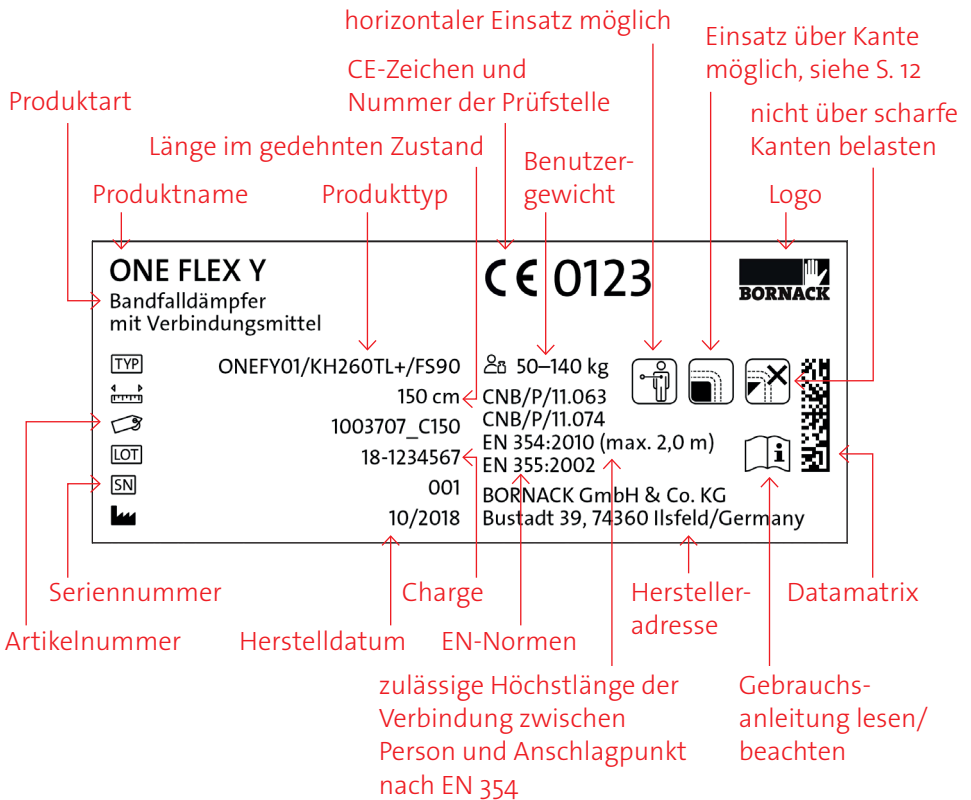 horizontaler Einsatz möglich
Einsatz über Kante
möglich, siehe S. 12
CE-Zeichen und
Nummer der Prüfstelle
Produktart
nicht über scharfe
Kanten belasten
Länge im gedehnten Zustand
Benutzer-
gewicht
Produktname
Produkttyp
Logo
ONE FLEX Y
CE 0123
BORNACK
Bandfalldämpfer
mit Verbindungsmittel
TYP
ONEFY01/KH260TL+/FS90
150 cm
1003707_C150
LOT
18-1234567
SN
001
10/2018
50–140 kg
CNB/P/11.063
CNB/P/11.074
EN 354:2010 (max. 2,0 m)
EN 355:2002
i
BORNACK GmbH & Co. KG
Bustadt 39, 74360 Ilsfeld/Germany
Seriennummer
Charge
Hersteller-
adresse
Datamatrix
Artikelnummer
Herstelldatum
EN-Normen
zulässige Höchstlänge der
Verbindung zwischen
Person und Anschlagpunkt
nach EN 354
Gebrauchs-
anleitung lesen/
beachten